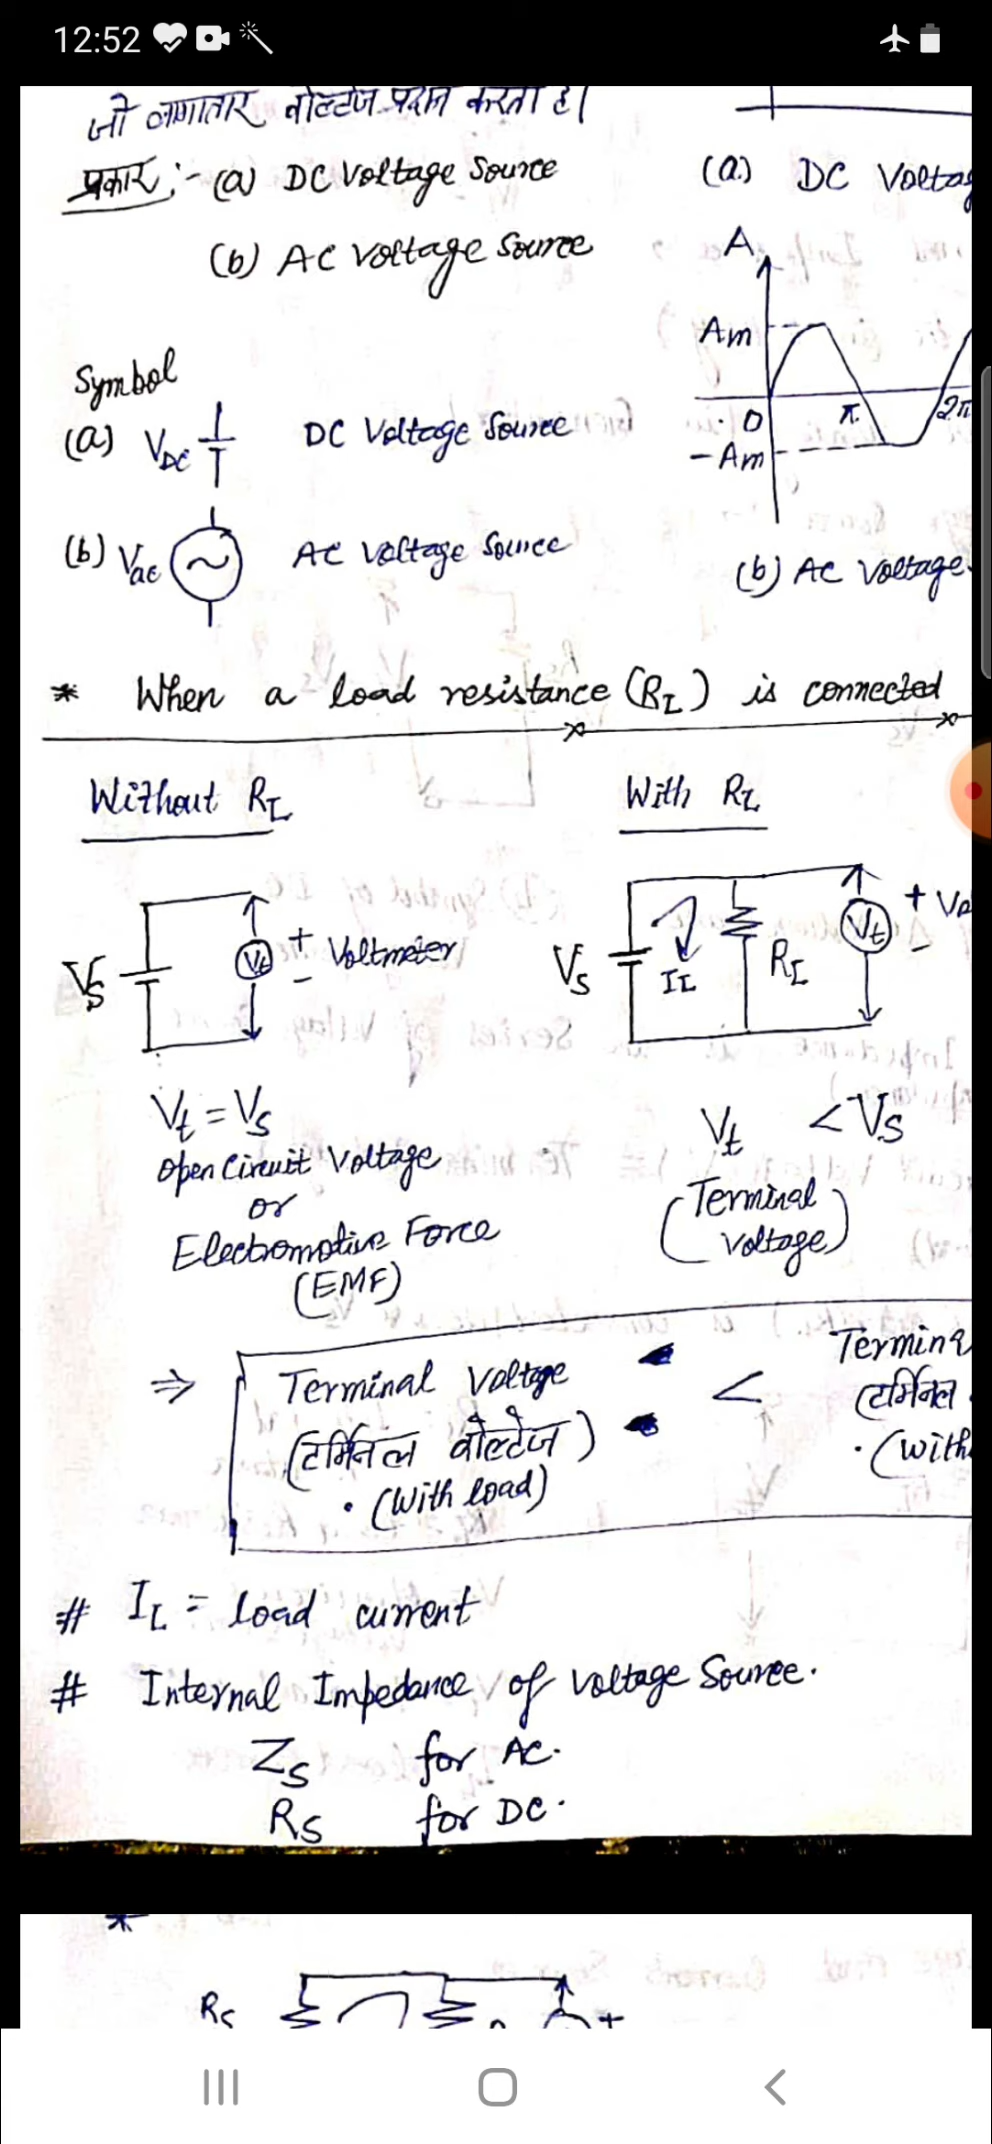 12:52
जो लगातार वोल्टेज प्रदान करता है।
प्रकार :- (a) DC Voltage Source
(b) AC Voltage Source
(a) DC Voltag
A
Am
0
π
2π
-Am
(b) AC Voltage
Symbol
(a) VDC DC Voltage Source
(b) Vac AC Voltage Source
* When a load resistance (RL) is connected
Without RL
With RL
VS
Vt
+
-
Voltmeter
VS
IL
RL
Vt
+
-
Vt = VS
Open Circuit Voltage
or
Electromotive Force
(EMF)
Vt < VS
(Terminal
Voltage)
⇒ Terminal Voltage <
(टर्मिनल वोल्टेज)
• (With load)
Termina
(टर्मिनल
• (with
# IL = load current
# Internal Impedance of Voltage Source.
ZS for AC.
RS for DC.
*
RS
+